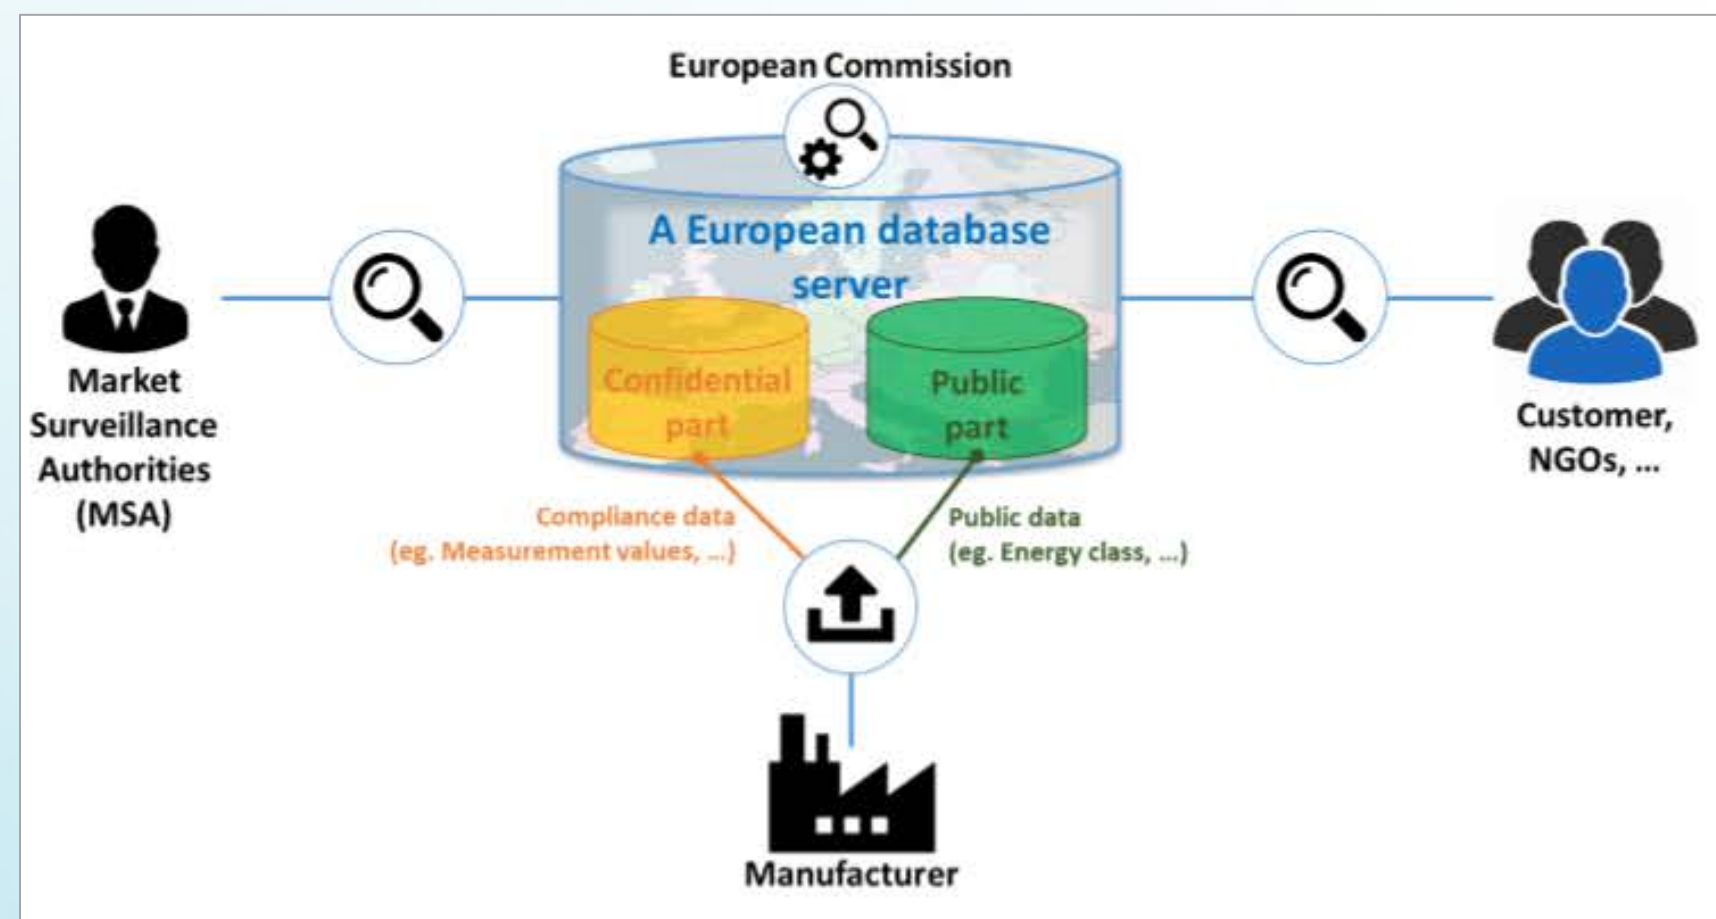 European Commission
A European database
server
Confidential
part
Public
part
Market
Surveillance
Authorities
(MSA)
Customer,
NGOs, ...
Compliance data
(eg. Measurement values, ...)
Public data
(eg. Energy class, ...)
Manufacturer